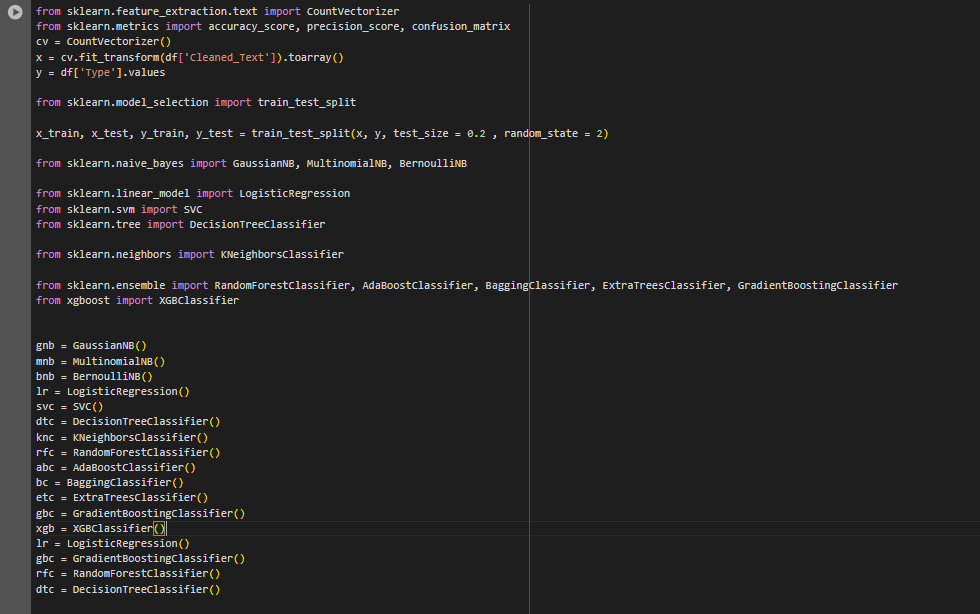 from sklearn.feature_extraction.text import CountVectorizer
from sklearn.metrics import accuracy_score, precision_score, confusion_matrix
cv = CountVectorizer()
x = cv.fit_transform(df['Cleaned_Text']).toarray()
y = df['Type'].values
from sklearn.model_selection import train_test_split
x_train, x_test, y_train, y_test = train_test_split(x, y, test_size = 0.2 , random_state = 2)
from sklearn.naive_bayes import GaussianNB, MultinomialNB, BernoulliNB
from sklearn.linear_model import LogisticRegression
from sklearn.svm import SVC
from sklearn.tree import DecisionTreeClassifier
from sklearn.neighbors import KNeighborsClassifier
from sklearn.ensemble import RandomForestClassifier, AdaBoostClassifier, BaggingClassifier, ExtraTreesClassifier, GradientBoostingClassifier
from xgboost import XGBClassifier
gnb = GaussianNB()
mnb = MultinomialNB()
bnb = BernoulliNB()
lr = LogisticRegression()
svc = SVC()
dtc = DecisionTreeClassifier()
knc = KNeighborsClassifier()
rfc = RandomForestClassifier()
abc = AdaBoostClassifier()
bc = BaggingClassifier()
etc = ExtraTreesClassifier()
gbc = GradientBoostingClassifier()
xgb = XGBClassifier()
lr = LogisticRegression()
gbc = GradientBoostingClassifier()
rfc = RandomForestClassifier()
dtc = DecisionTreeClassifier()